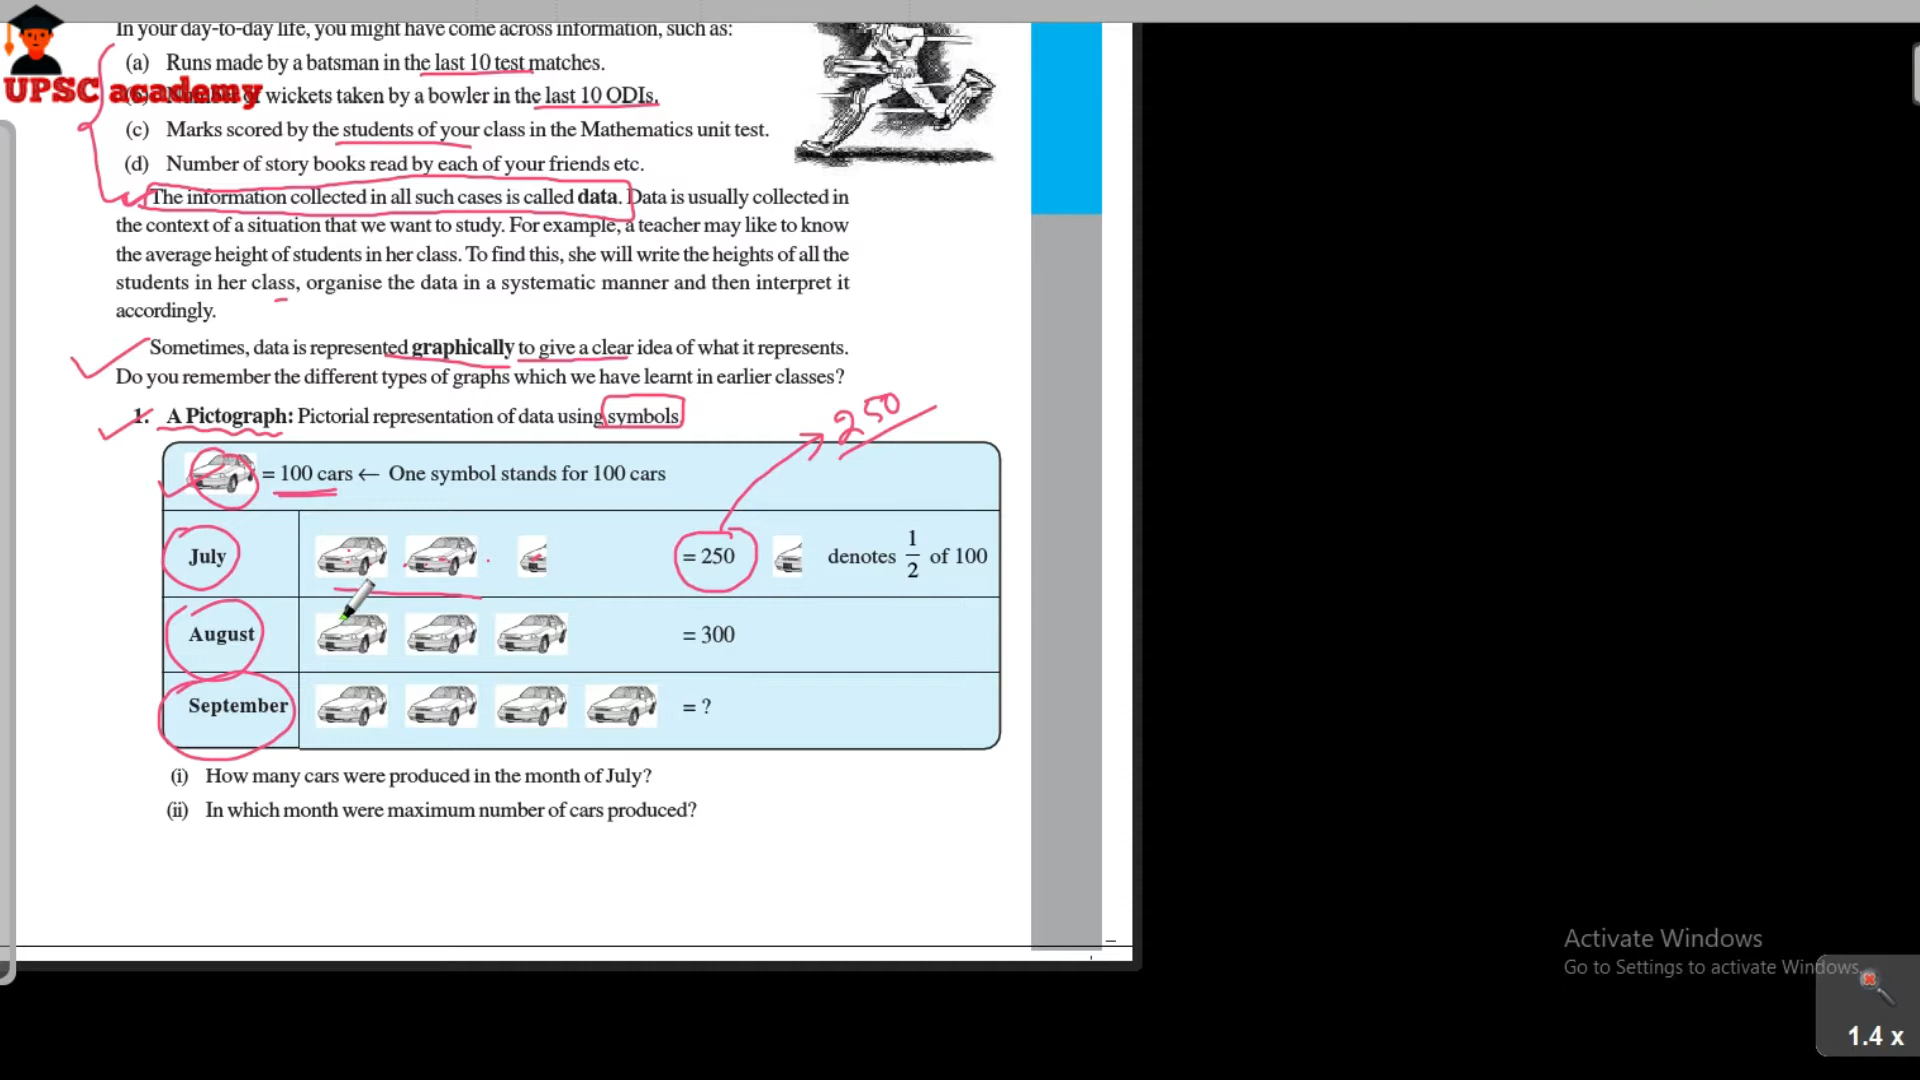 In your day-to-day life, you might have come across information, such as:
(a) Runs made by a batsman in the last 10 test matches.
UPSC academy
wickets taken by a bowler in the last 10 ODIs.
(c) Marks scored by the students of your class in the Mathematics unit test.
(d) Number of story books read by each of your friends etc.
The information collected in all such cases is called data. Data is usually collected in
the context of a situation that we want to study. For example, a teacher may like to know
the average height of students in her class. To find this, she will write the heights of all the
students in her class, organise the data in a systematic manner and then interpret it
accordingly.
Sometimes, data is represented graphically to give a clear idea of what it represents.
Do you remember the different types of graphs which we have learnt in earlier classes?
1. A Pictograph: Pictorial representation of data using symbols
250
= 100 cars ← One symbol stands for 100 cars
July = 250 denotes 1/2 of 100
August = 300
September = ?
(i) How many cars were produced in the month of July?
(ii) In which month were maximum number of cars produced?
Activate Windows
Go to Settings to activate Windows.
1.4 x